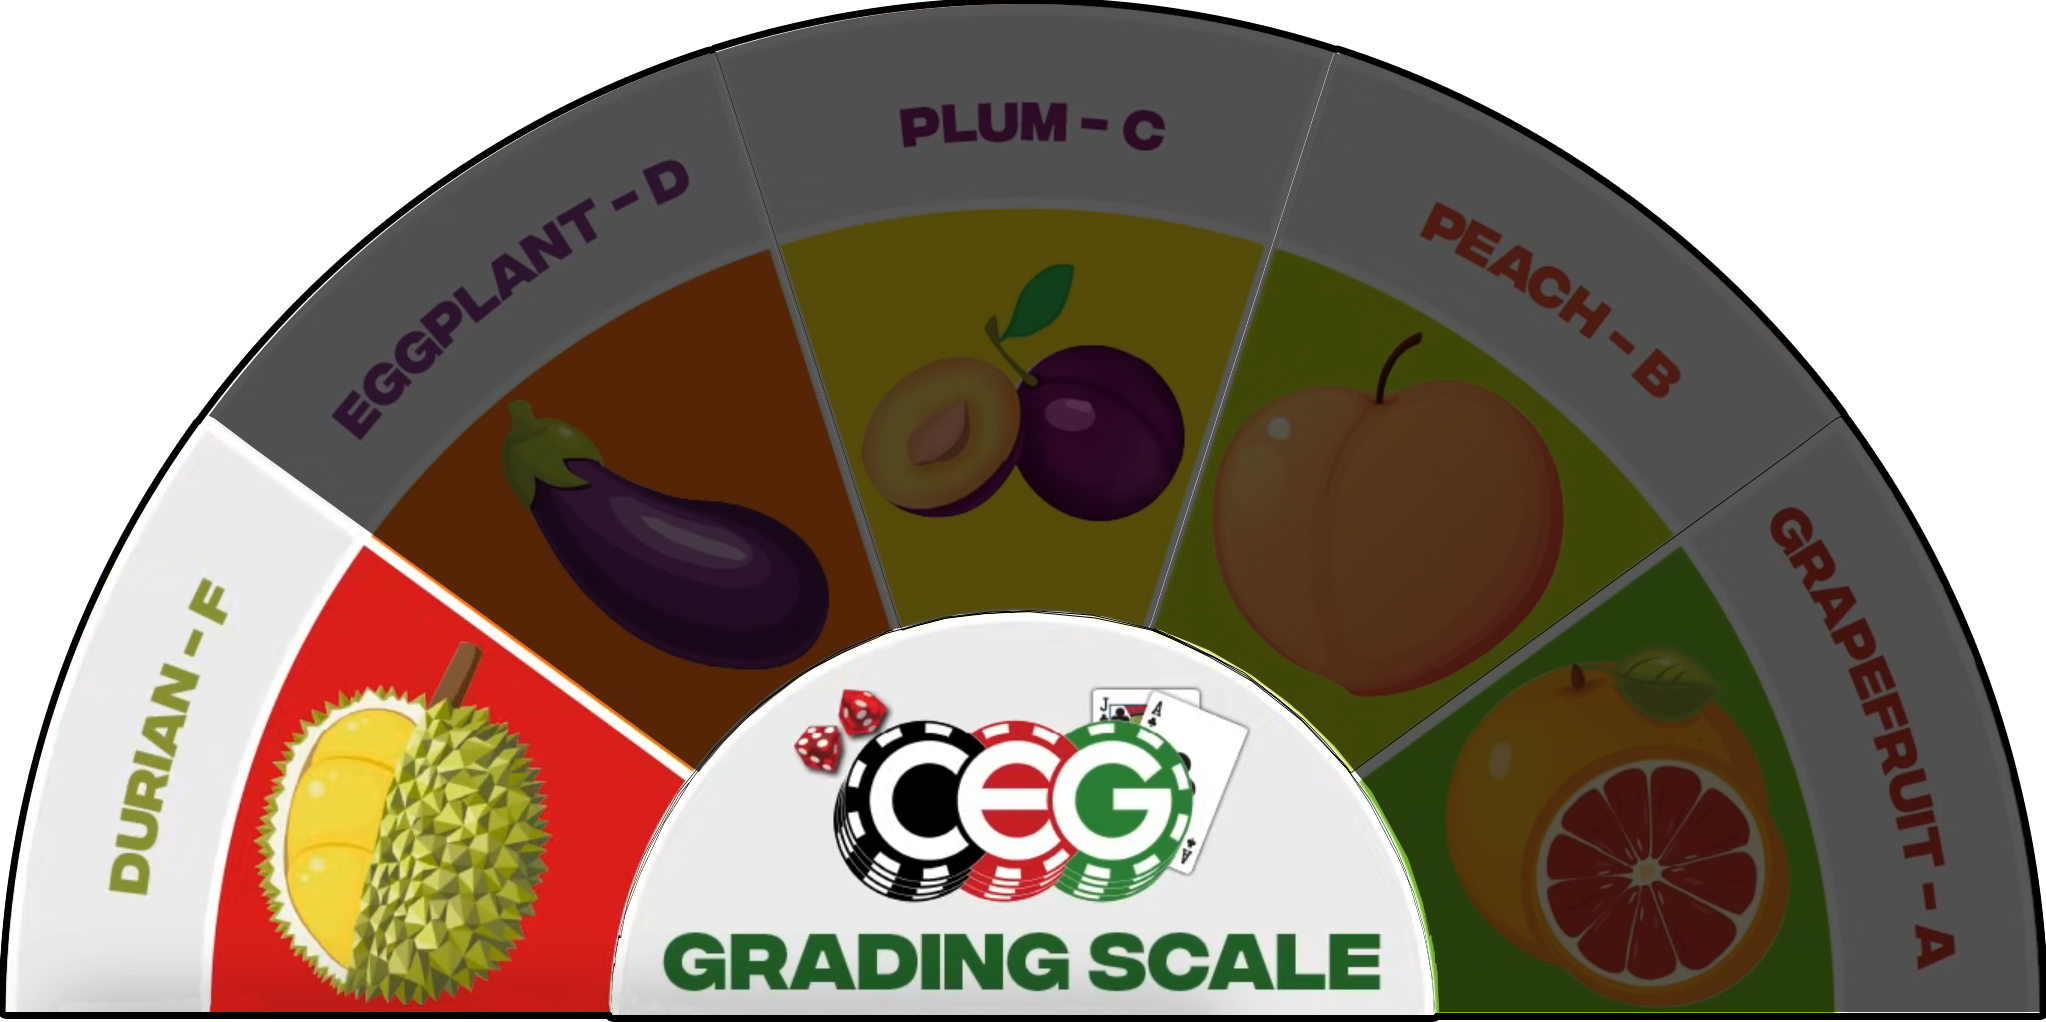 DURIAN - F
EGGPLANT - D
PLUM - C
PEACH - B
GRAPEFRUIT - A
J
A
CEG
A
GRADING SCALE